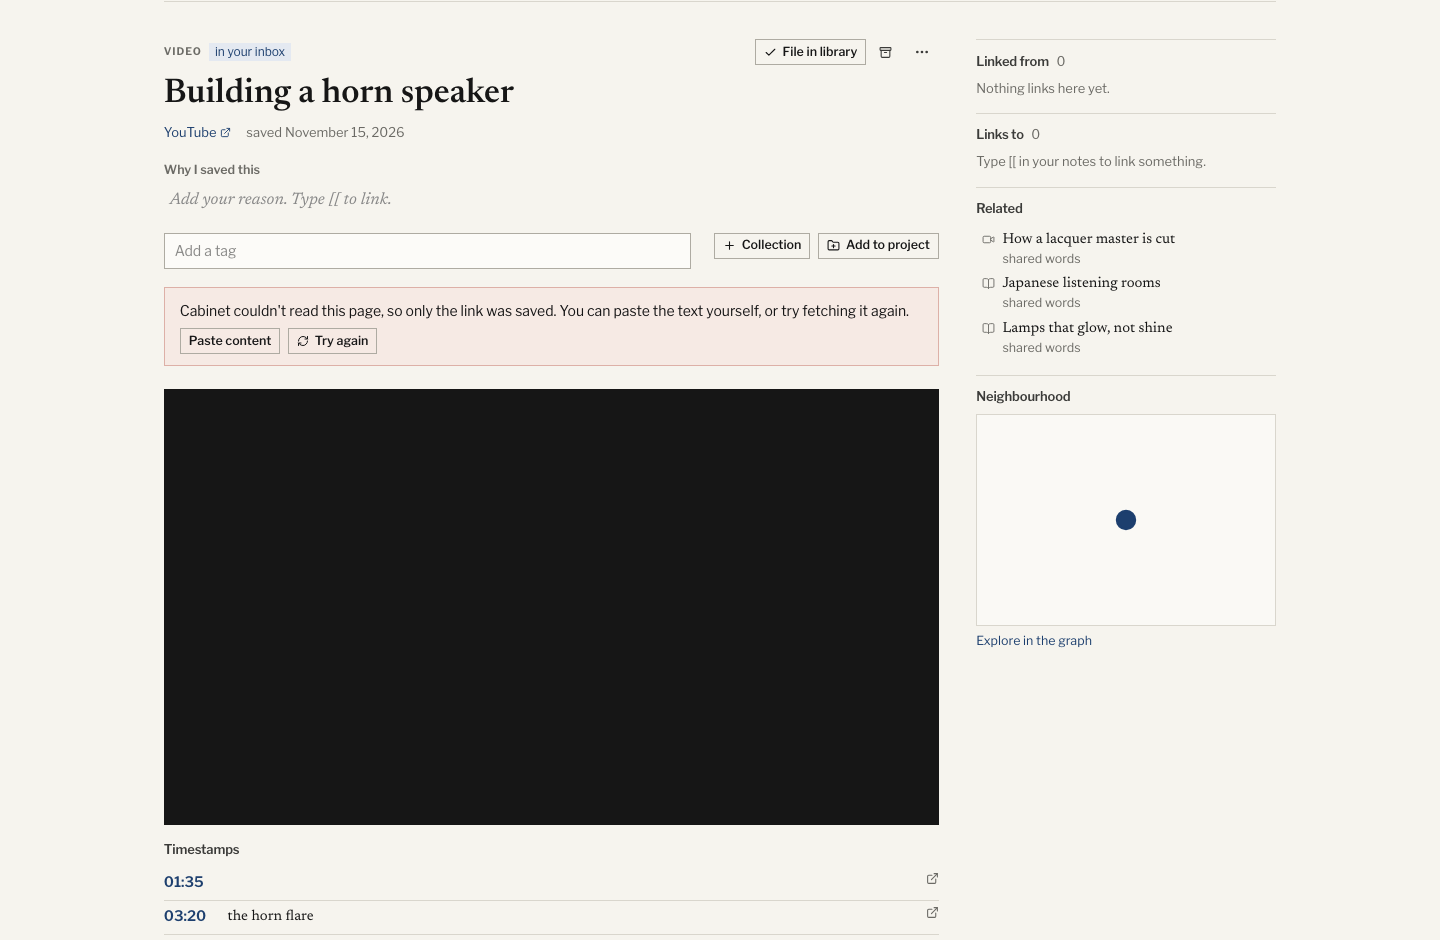 VIDEO in your inbox
File in library
Building a horn speaker
YouTube saved November 15, 2026
Why I saved this
Add your reason. Type [[ to link.
Add a tag
Collection
Add to project
Cabinet couldn't read this page, so only the link was saved. You can paste the text yourself, or try fetching it again.
Paste content
Try again
Timestamps
01:35
03:20 the horn flare
Linked from 0
Nothing links here yet.
Links to 0
Type [[ in your notes to link something.
Related
How a lacquer master is cut
shared words
Japanese listening rooms
shared words
Lamps that glow, not shine
shared words
Neighbourhood
Explore in the graph